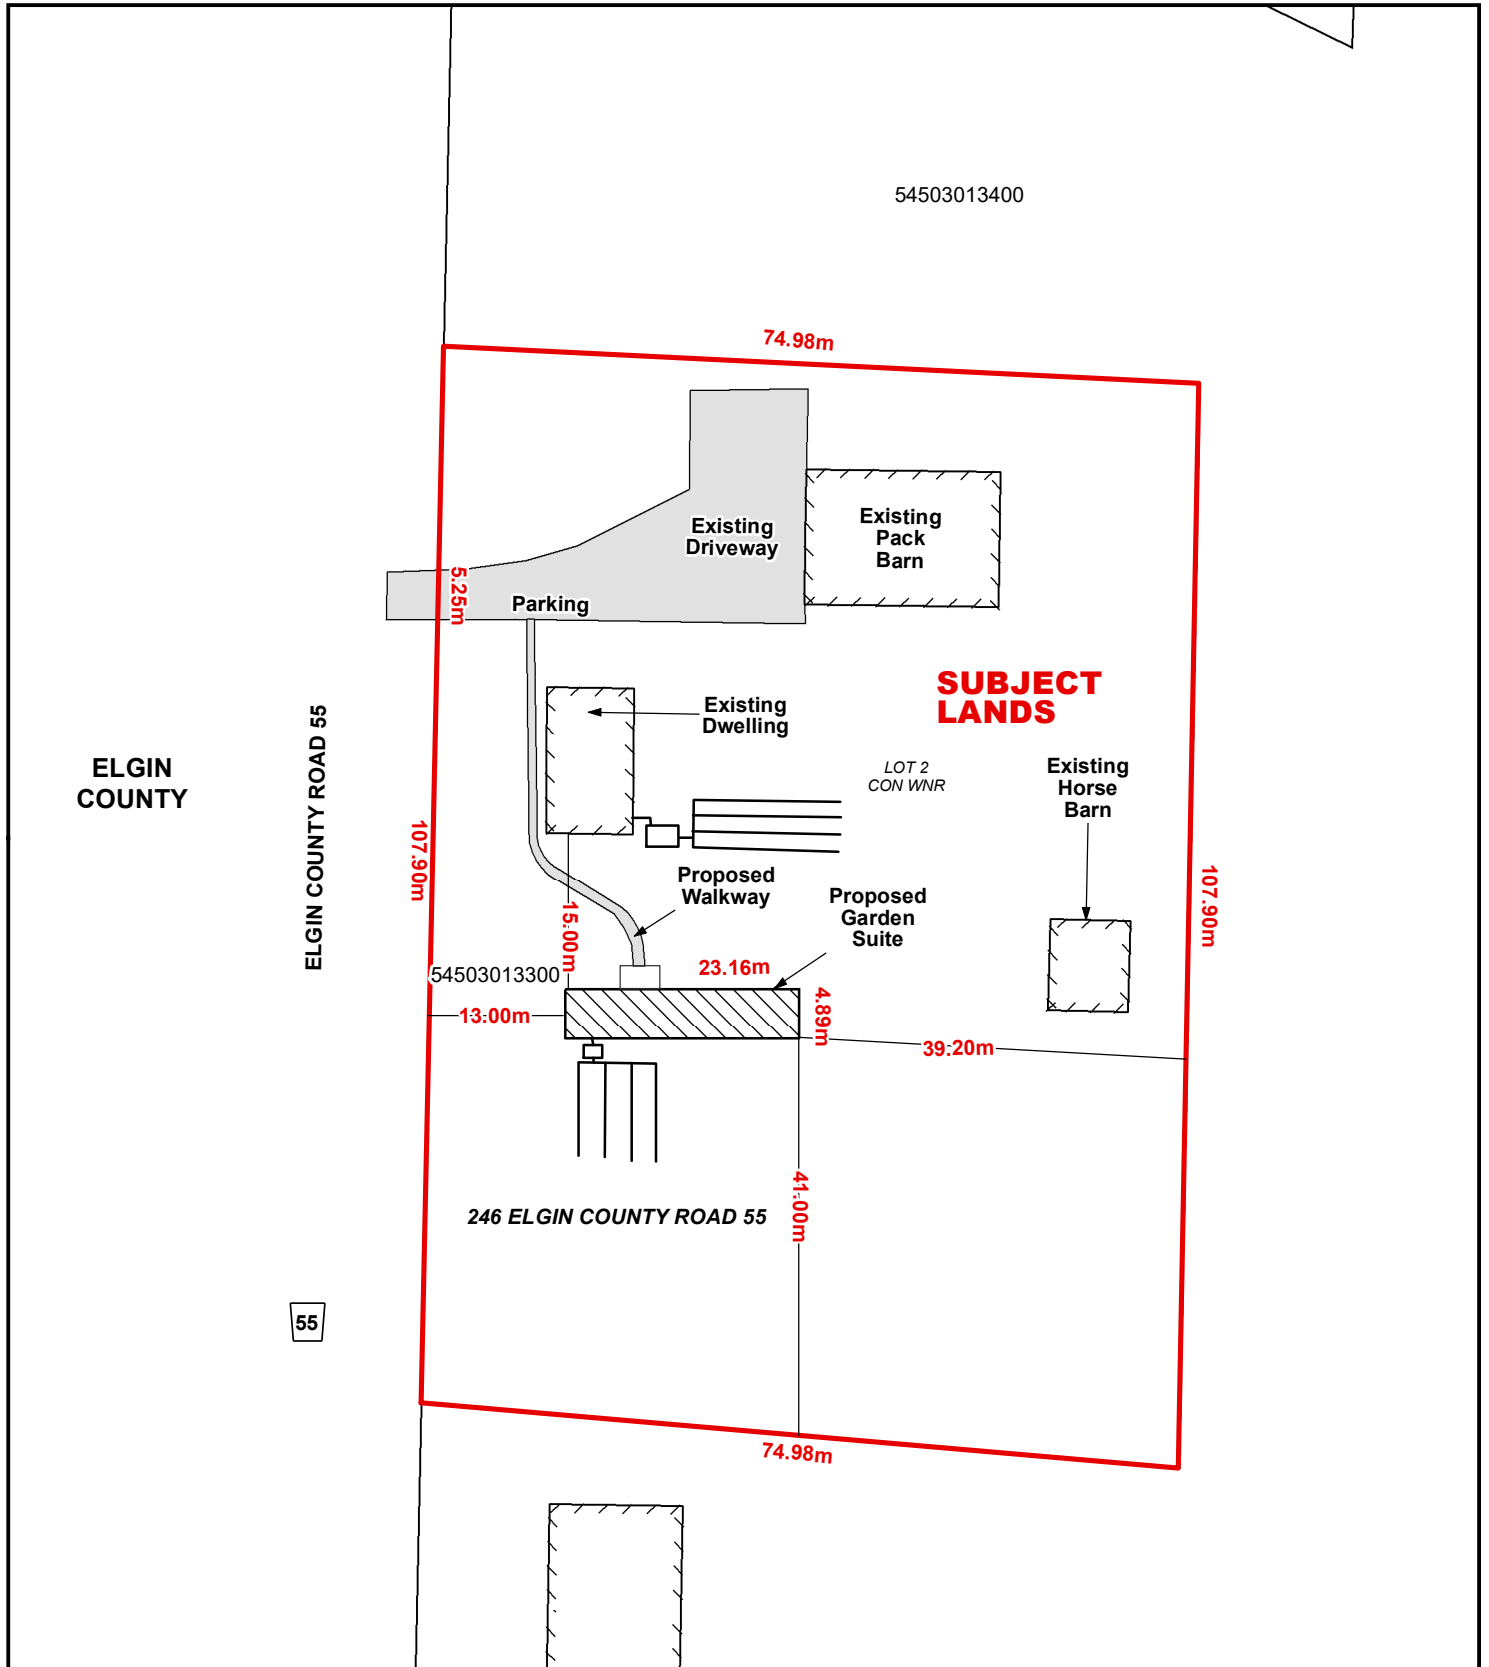 54503013400
74.98m
Existing
Driveway
Existing
Pack
Barn
5.25m
Parking
SUBJECT
LANDS
Existing
Dwelling
LOT 2
CON WNR
Existing
Horse
Barn
ELGIN
COUNTY
ELGIN COUNTY ROAD 55
107.90m
107.90m
Proposed
Walkway
Proposed
Garden
Suite
15.00m
54503013300
23.16m
13.00m
4.89m
39.20m
41.00m
246 ELGIN COUNTY ROAD 55
55
74.98m